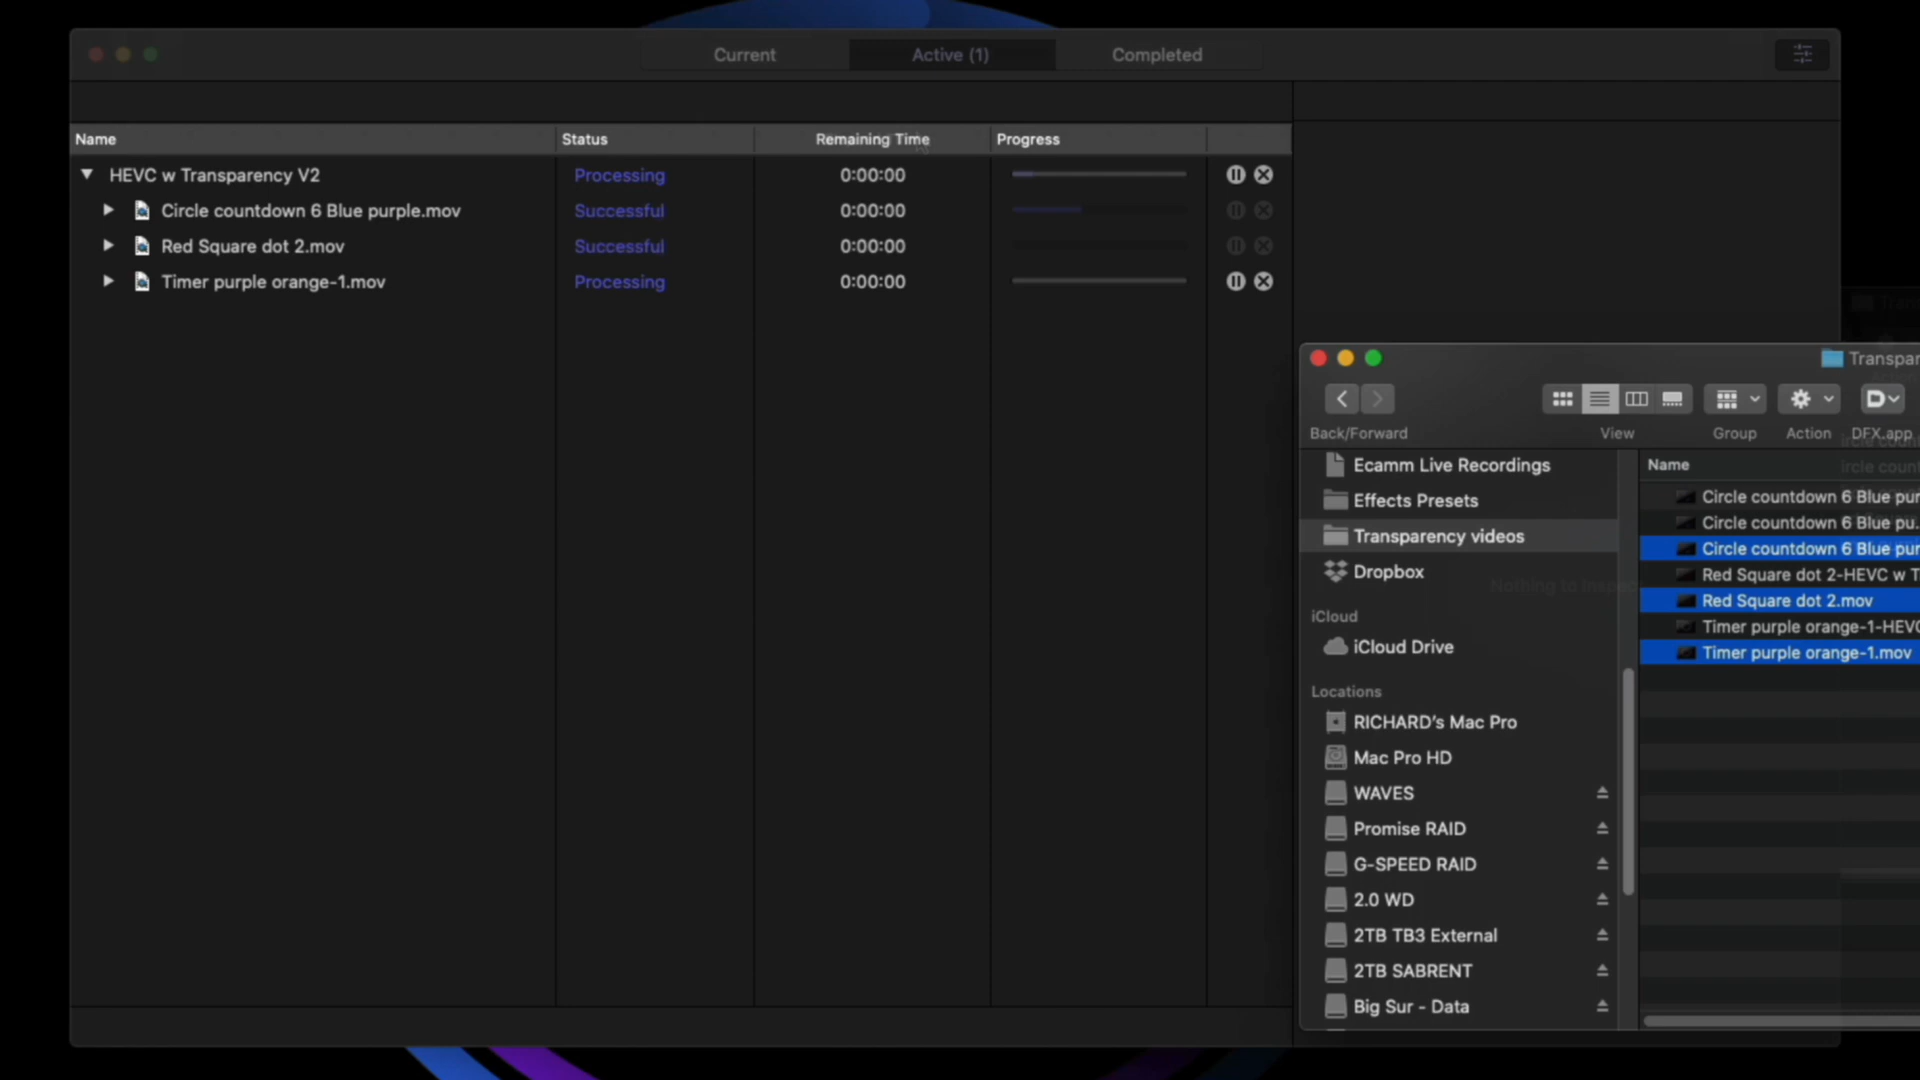 Current Active (1) Completed
Name Status Remaining Time Progress
HEVC w Transparency V2 Processing 0:00:00
Circle countdown 6 Blue purple.mov Successful 0:00:00
Red Square dot 2.mov Successful 0:00:00
Timer purple orange-1.mov Processing 0:00:00
Transpar
Back/Forward View Group Action DFX.app
Ecamm Live Recordings
Effects Presets
Transparency videos
Dropbox
iCloud
iCloud Drive
Locations
RICHARD's Mac Pro
Mac Pro HD
WAVES
Promise RAID
G-SPEED RAID
2.0 WD
2TB TB3 External
2TB SABRENT
Big Sur - Data
Name
Circle countdown 6 Blue pur
Circle countdown 6 Blue pu...
Circle countdown 6 Blue pur
Red Square dot 2-HEVC w T
Red Square dot 2.mov
Timer purple orange-1-HEVC
Timer purple orange-1.mov
Nothing to Inspec